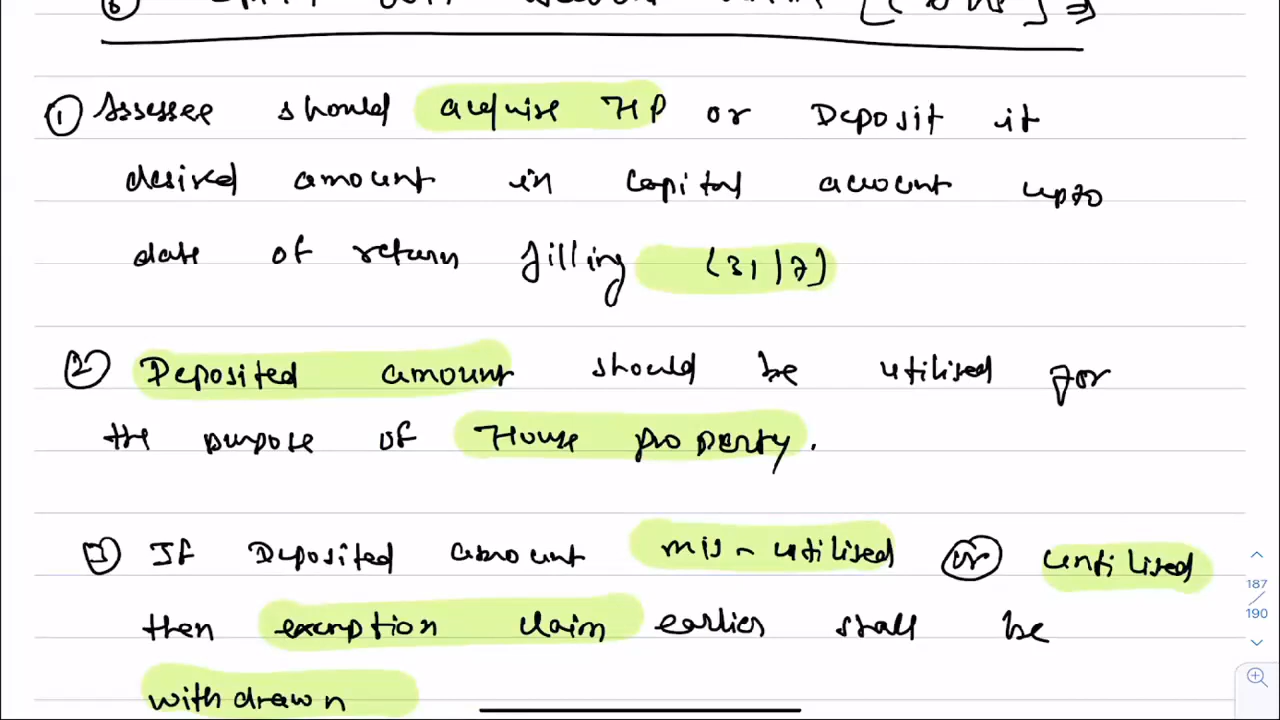 ① Assessee should acquise HP or Deposit it
desired amount in capital account upto
date of return filling (31/7)
② Deposited amount should be utilised for
the purpose of House property.
③ If Deposited amount mis-utilised or untilised
then exemption claim earlier shall be
withdrawn
187
190